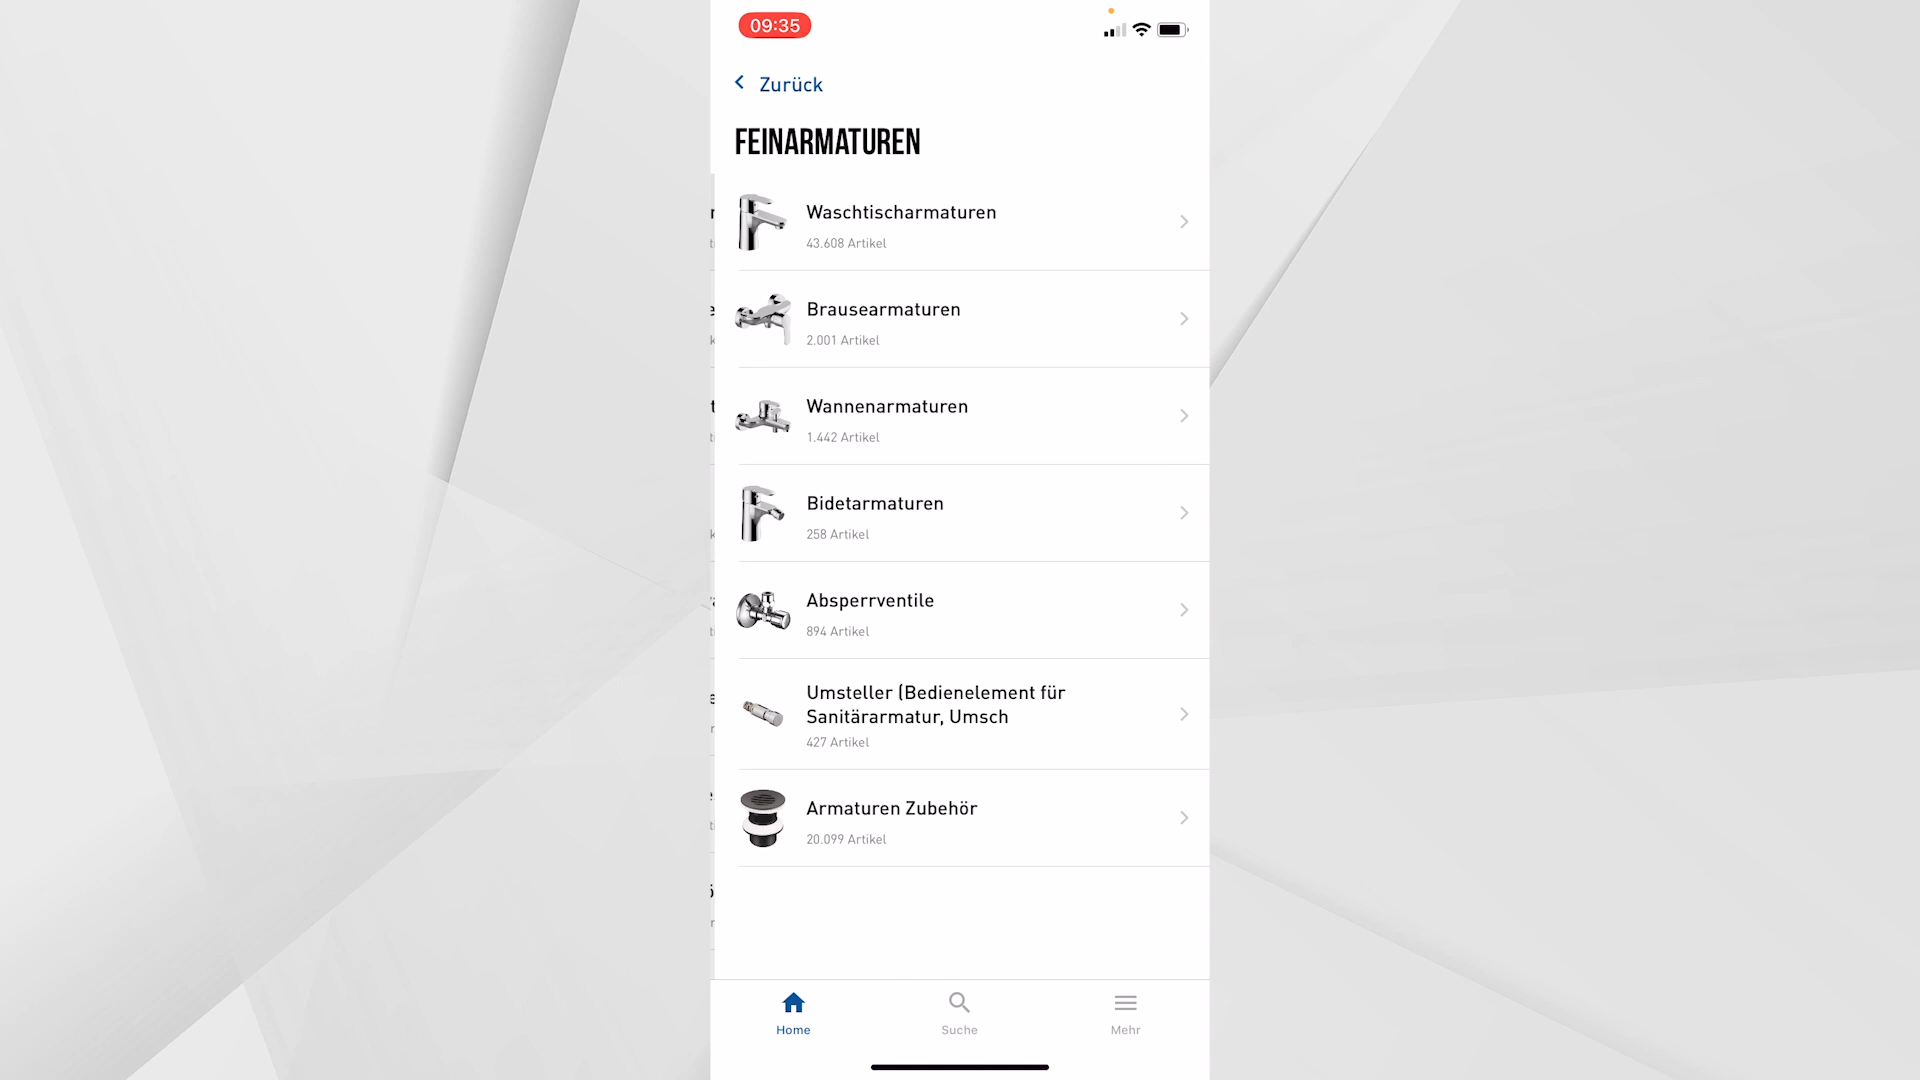 09:35
Zurück
FEINARMATUREN
Waschtischarmaturen
43.608 Artikel
Brausearmaturen
2.001 Artikel
Wannenarmaturen
1.442 Artikel
Bidetarmaturen
258 Artikel
Absperrventile
894 Artikel
Umsteller (Bedienelement für
Sanitärarmatur, Umsch
427 Artikel
Armaturen Zubehör
20.099 Artikel
Home
Suche
Mehr